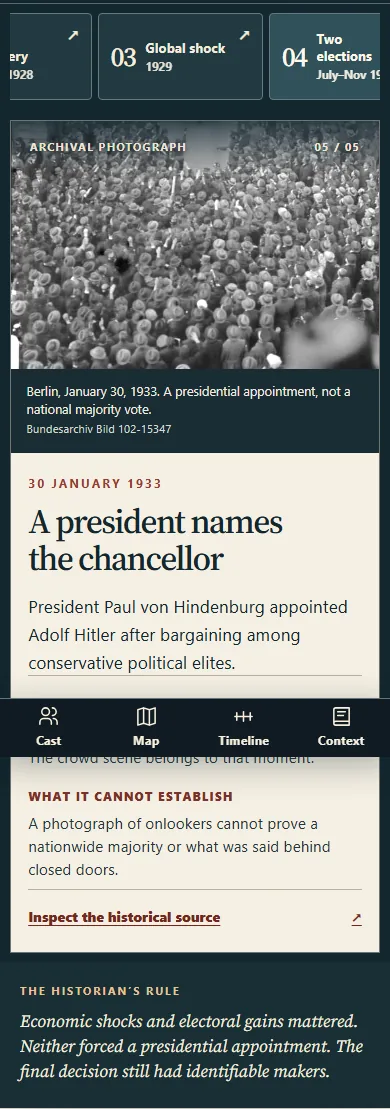 ery
1928
↗
03
Global shock
1929
↗
04
Two
elections
July–Nov 19
ARCHIVAL PHOTOGRAPH
05 / 05
Berlin, January 30, 1933. A presidential appointment, not a
national majority vote.
Bundesarchiv Bild 102-15347
30 JANUARY 1933
A president names
the chancellor
President Paul von Hindenburg appointed
Adolf Hitler after bargaining among
conservative political elites.
Cast
Map
Timeline
Context
The crowd scene belongs to that moment.
WHAT IT CANNOT ESTABLISH
A photograph of onlookers cannot prove a
nationwide majority or what was said behind
closed doors.
Inspect the historical source ↗
THE HISTORIAN’S RULE
Economic shocks and electoral gains mattered.
Neither forced a presidential appointment. The
final decision still had identifiable makers.